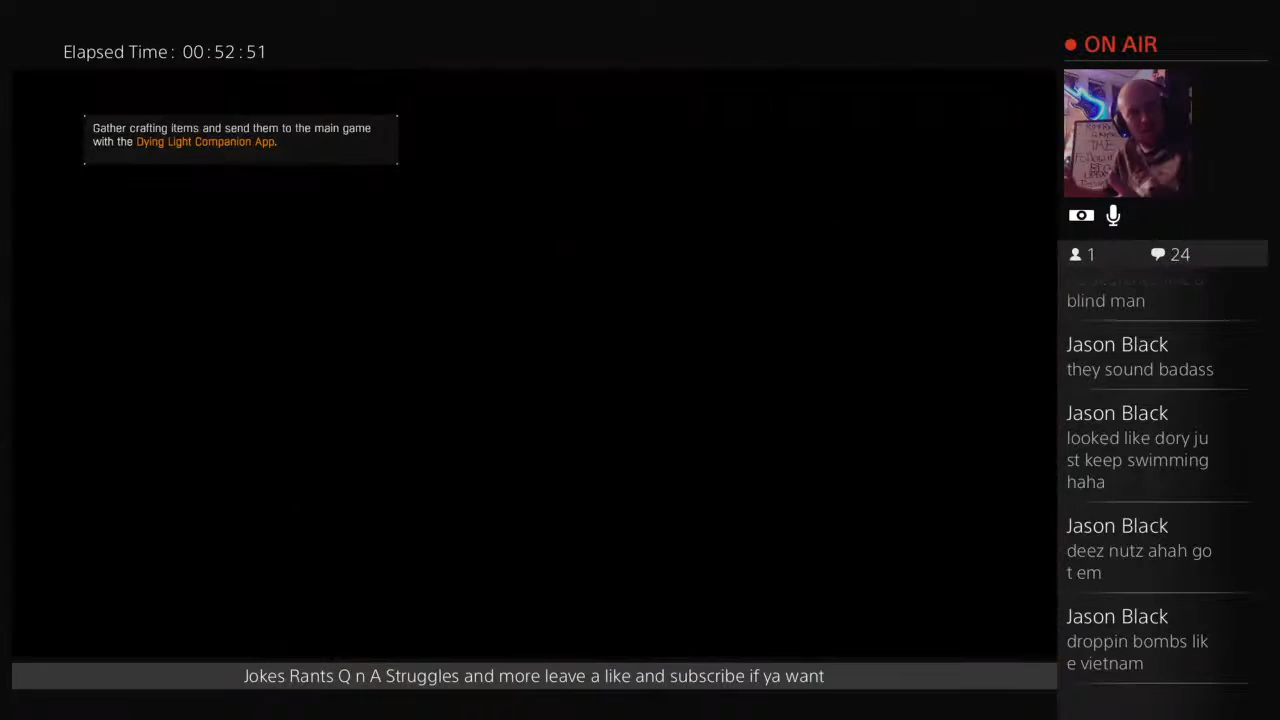 Elapsed Time: 00:52:51
ON AIR
Gather crafting items and send them to the main game
with the Dying Light Companion App.
THE
1 24
blind man
Jason Black
they sound badass
Jason Black
looked like dory ju
st keep swimming
haha
Jason Black
deez nutz ahah go
t em
Jason Black
droppin bombs lik
e vietnam
Jokes Rants Q n A Struggles and more leave a like and subscribe if ya want